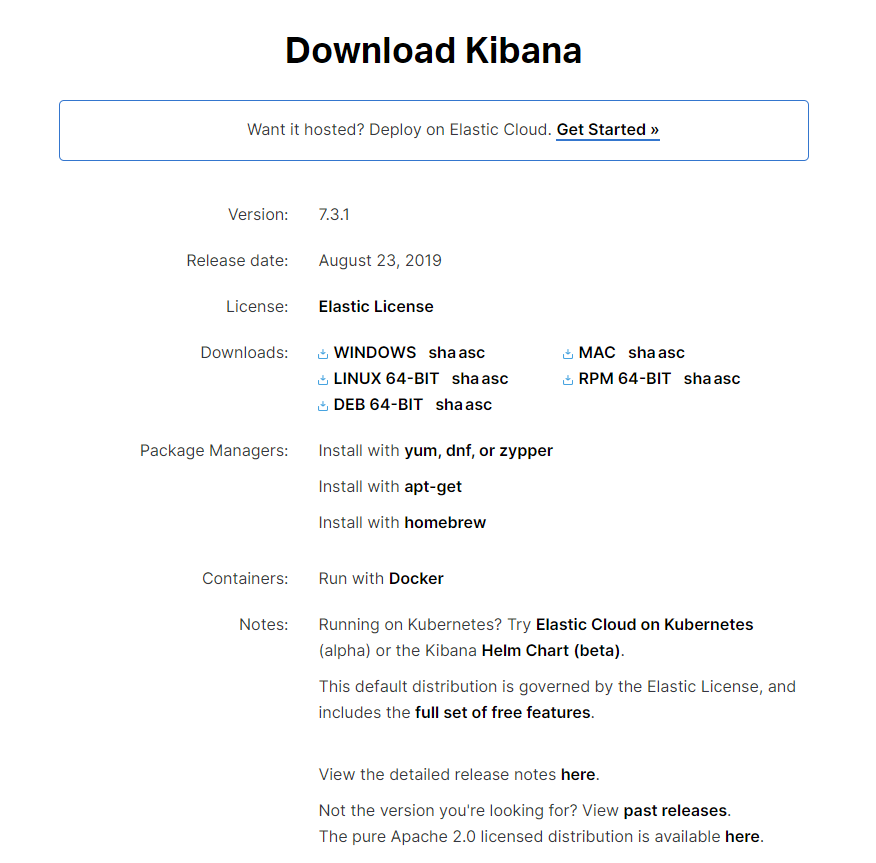 Download Kibana
Want it hosted? Deploy on Elastic Cloud. Get Started »
Version: 7.3.1
Release date: August 23, 2019
License: Elastic License
Downloads: WINDOWS sha asc MAC sha asc
LINUX 64-BIT sha asc RPM 64-BIT sha asc
DEB 64-BIT sha asc
Package Managers: Install with yum, dnf, or zypper
Install with apt-get
Install with homebrew
Containers: Run with Docker
Notes: Running on Kubernetes? Try Elastic Cloud on Kubernetes
(alpha) or the Kibana Helm Chart (beta).
This default distribution is governed by the Elastic License, and
includes the full set of free features.
View the detailed release notes here.
Not the version you're looking for? View past releases.
The pure Apache 2.0 licensed distribution is available here.